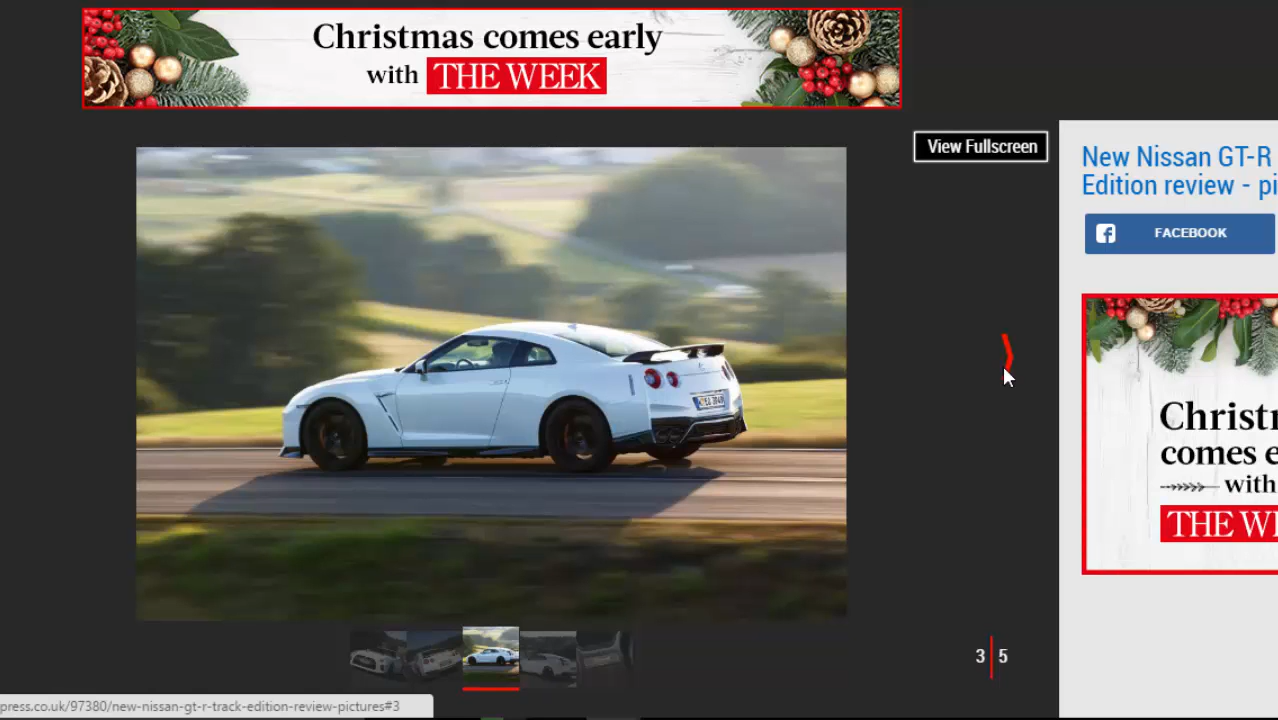 Christmas comes early
with THE WEEK
View Fullscreen
New Nissan GT-R
Edition review - pi
FACEBOOK
Christm
comes e
with
THE WE
3 5
press.co.uk/97380/new-nissan-gt-r-track-edition-review-pictures#3